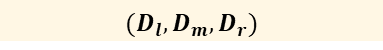 (D_l, D_m, D_r)